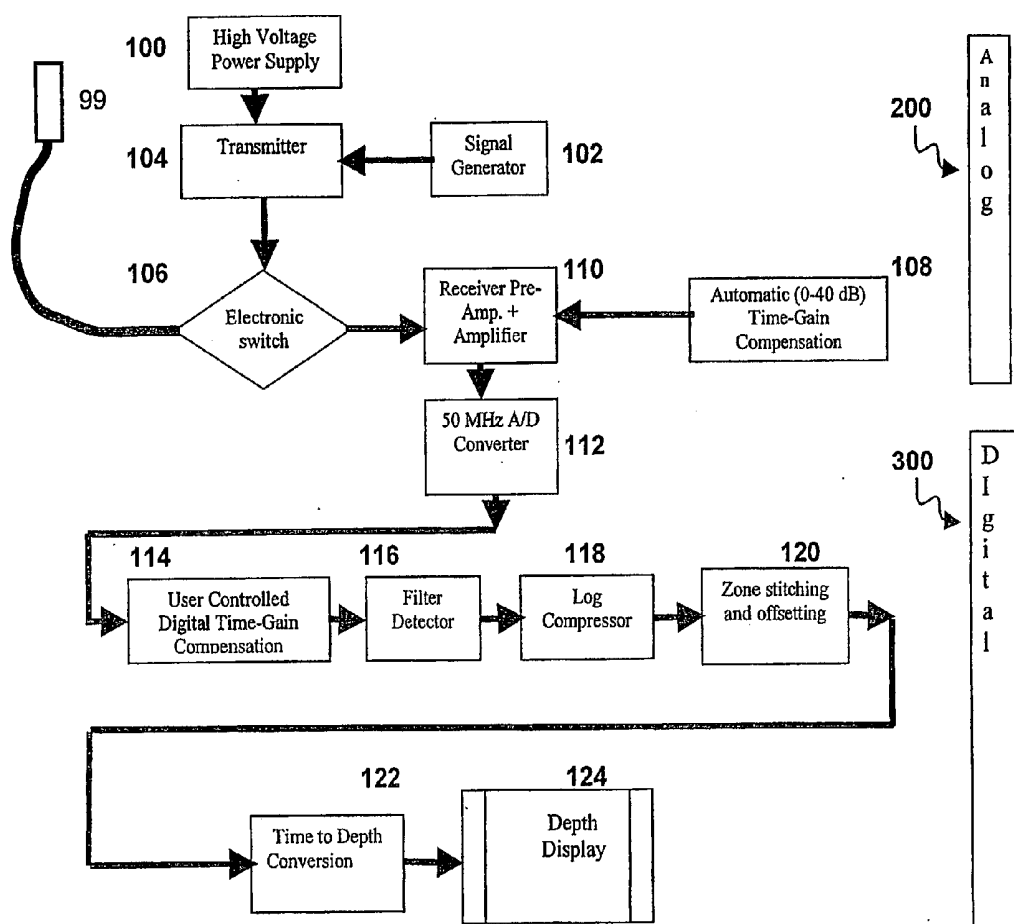 100
High Voltage
Power Supply
99
104
Transmitter
Signal
Generator
102
200
Analog
106
Electronic
switch
110
Receiver Pre-
Amp. +
Amplifier
108
Automatic (0-40 dB)
Time-Gain
Compensation
50 MHz A/D
Converter
112
300
DIgital
114
User Controlled
Digital Time-Gain
Compensation
116
Filter
Detector
118
Log
Compressor
120
Zone stitching
and offsetting
122
Time to Depth
Conversion
124
Depth
Display